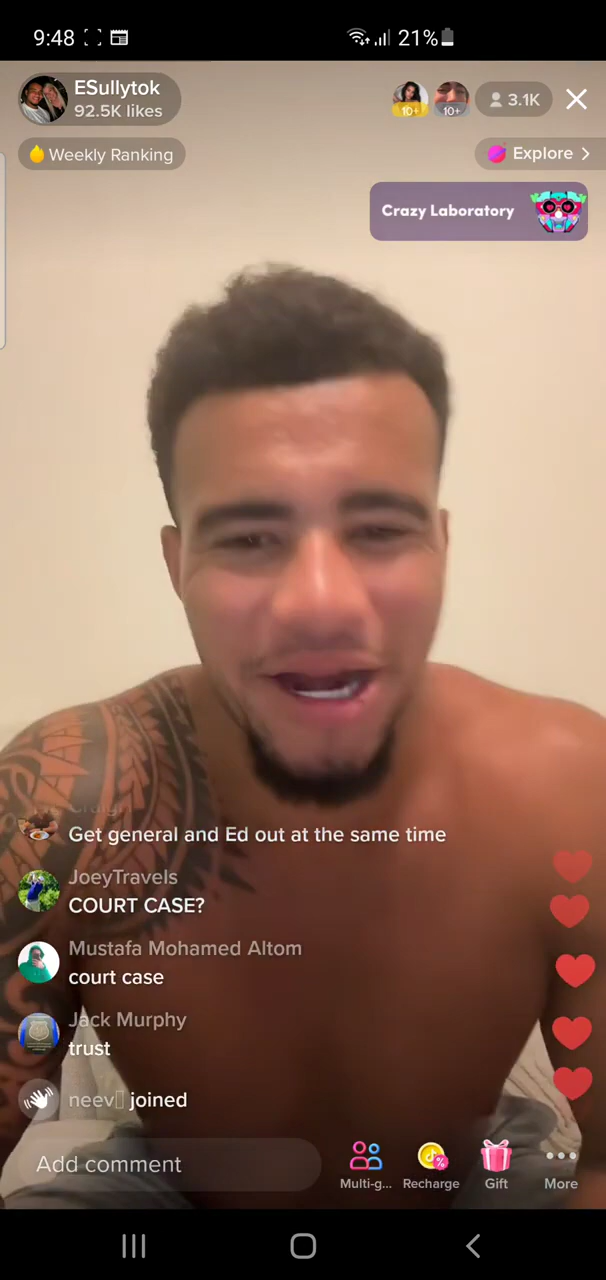 9:48
21%
ESullytok
92.5K likes
10+
10+
3.1K
Weekly Ranking
Explore
Crazy Laboratory
Get general and Ed out at the same time
JoeyTravels
COURT CASE?
Mustafa Mohamed Altom
court case
Jack Murphy
trust
neev joined
Add comment
Multi-g...
Recharge
Gift
More